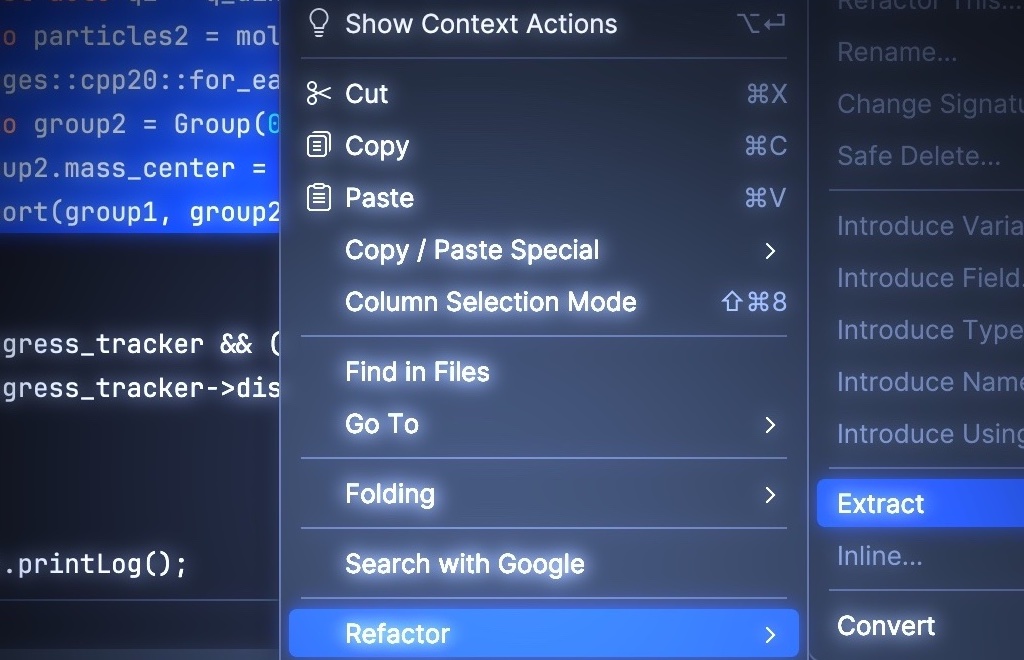 o particles2 = mol
ges::cpp20::for_ea
o group2 = Group(0
up2.mass_center =
ort(group1, group2
gress_tracker && (
gress_tracker->dis
.printLog();
Show Context Actions ⌥⏎
Cut ⌘X
Copy ⌘C
Paste ⌘V
Copy / Paste Special
Column Selection Mode ⇧⌘8
Find in Files
Go To
Folding
Search with Google
Refactor
Refactor This...
Rename...
Change Signatu
Safe Delete...
Introduce Varia
Introduce Field.
Introduce Type
Introduce Name
Introduce Using
Extract
Inline...
Convert